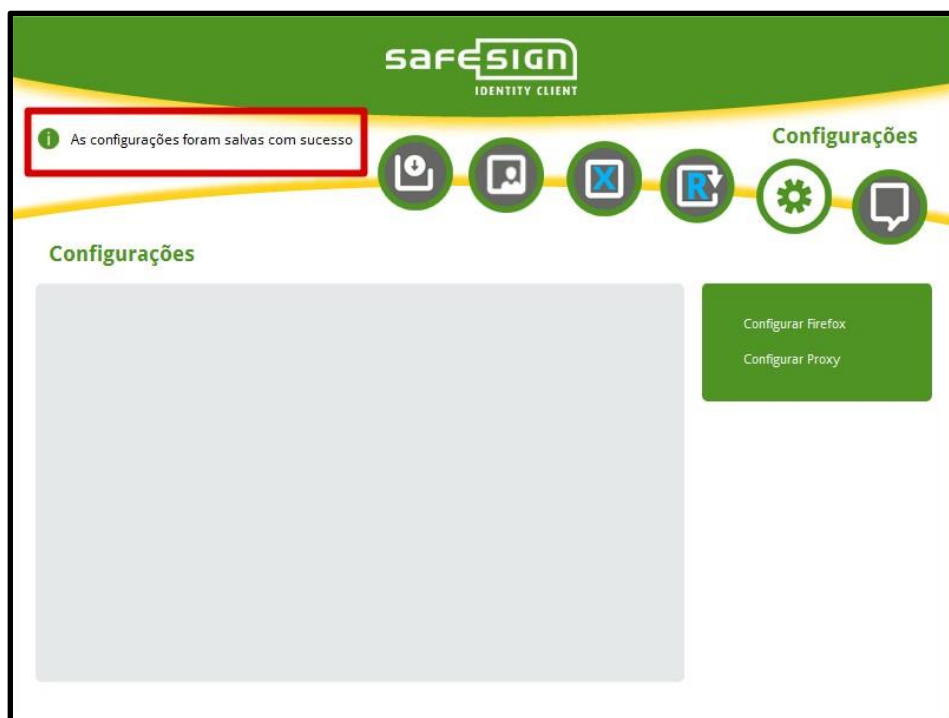 safesign
IDENTITY CLIENT
As configurações foram salvas com sucesso
Configurações
X
R
Configurações
Configurar Firefox
Configurar Proxy